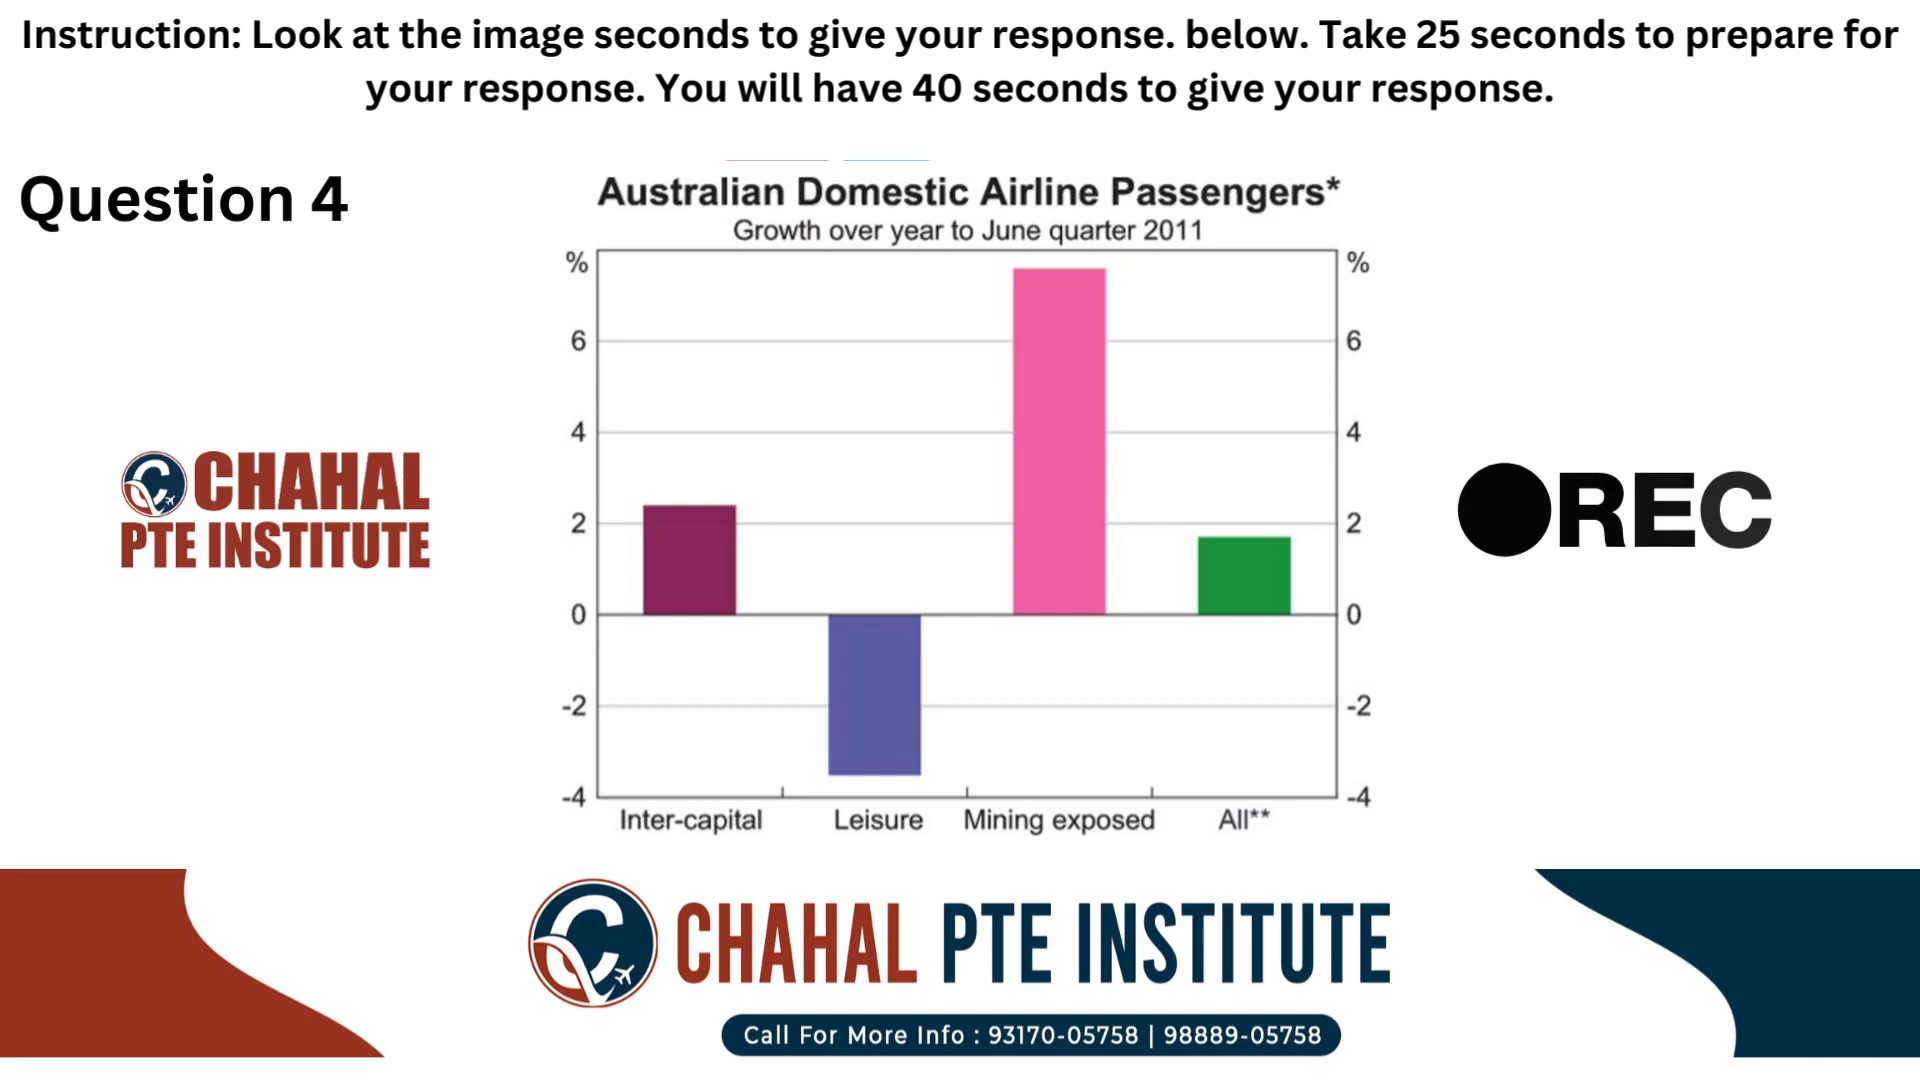 Instruction: Look at the image seconds to give your response. below. Take 25 seconds to prepare for
your response. You will have 40 seconds to give your response.
Question 4
Australian Domestic Airline Passengers*
Growth over year to June quarter 2011
% %
6 6
4 4
2 2
0 0
-2 -2
-4 -4
Inter-capital Leisure Mining exposed All**
CHAHAL
PTE INSTITUTE
REC
CHAHAL PTE INSTITUTE
Call For More Info : 93170-05758 | 98889-05758